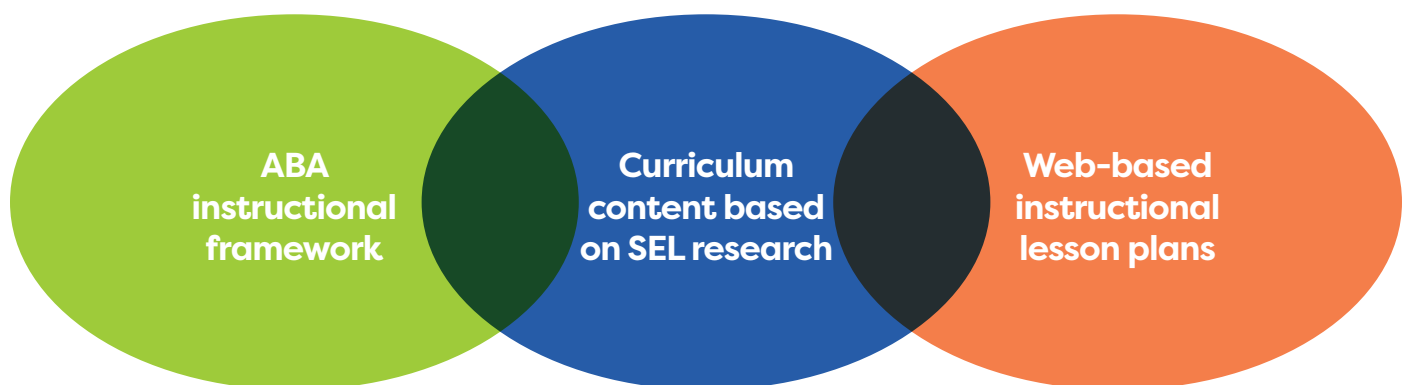 ABA
instructional
framework
Curriculum
content based
on SEL research
Web-based
instructional
lesson plans